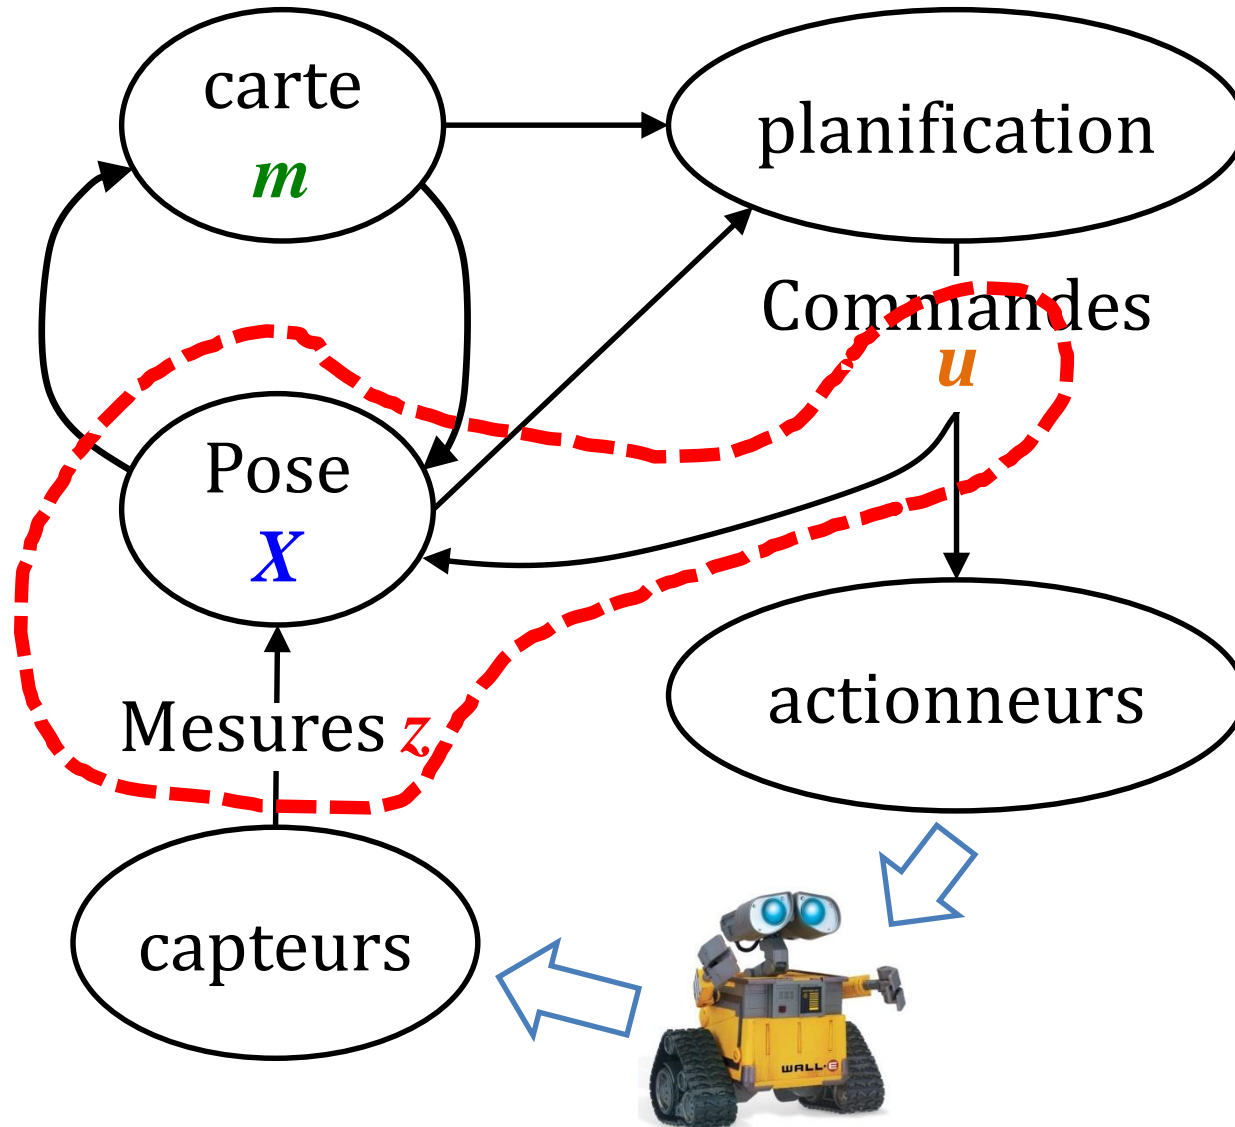 carte
m
planification
Commandes
u
Pose
X
Mesures z
actionneurs
capteurs
WALL·E